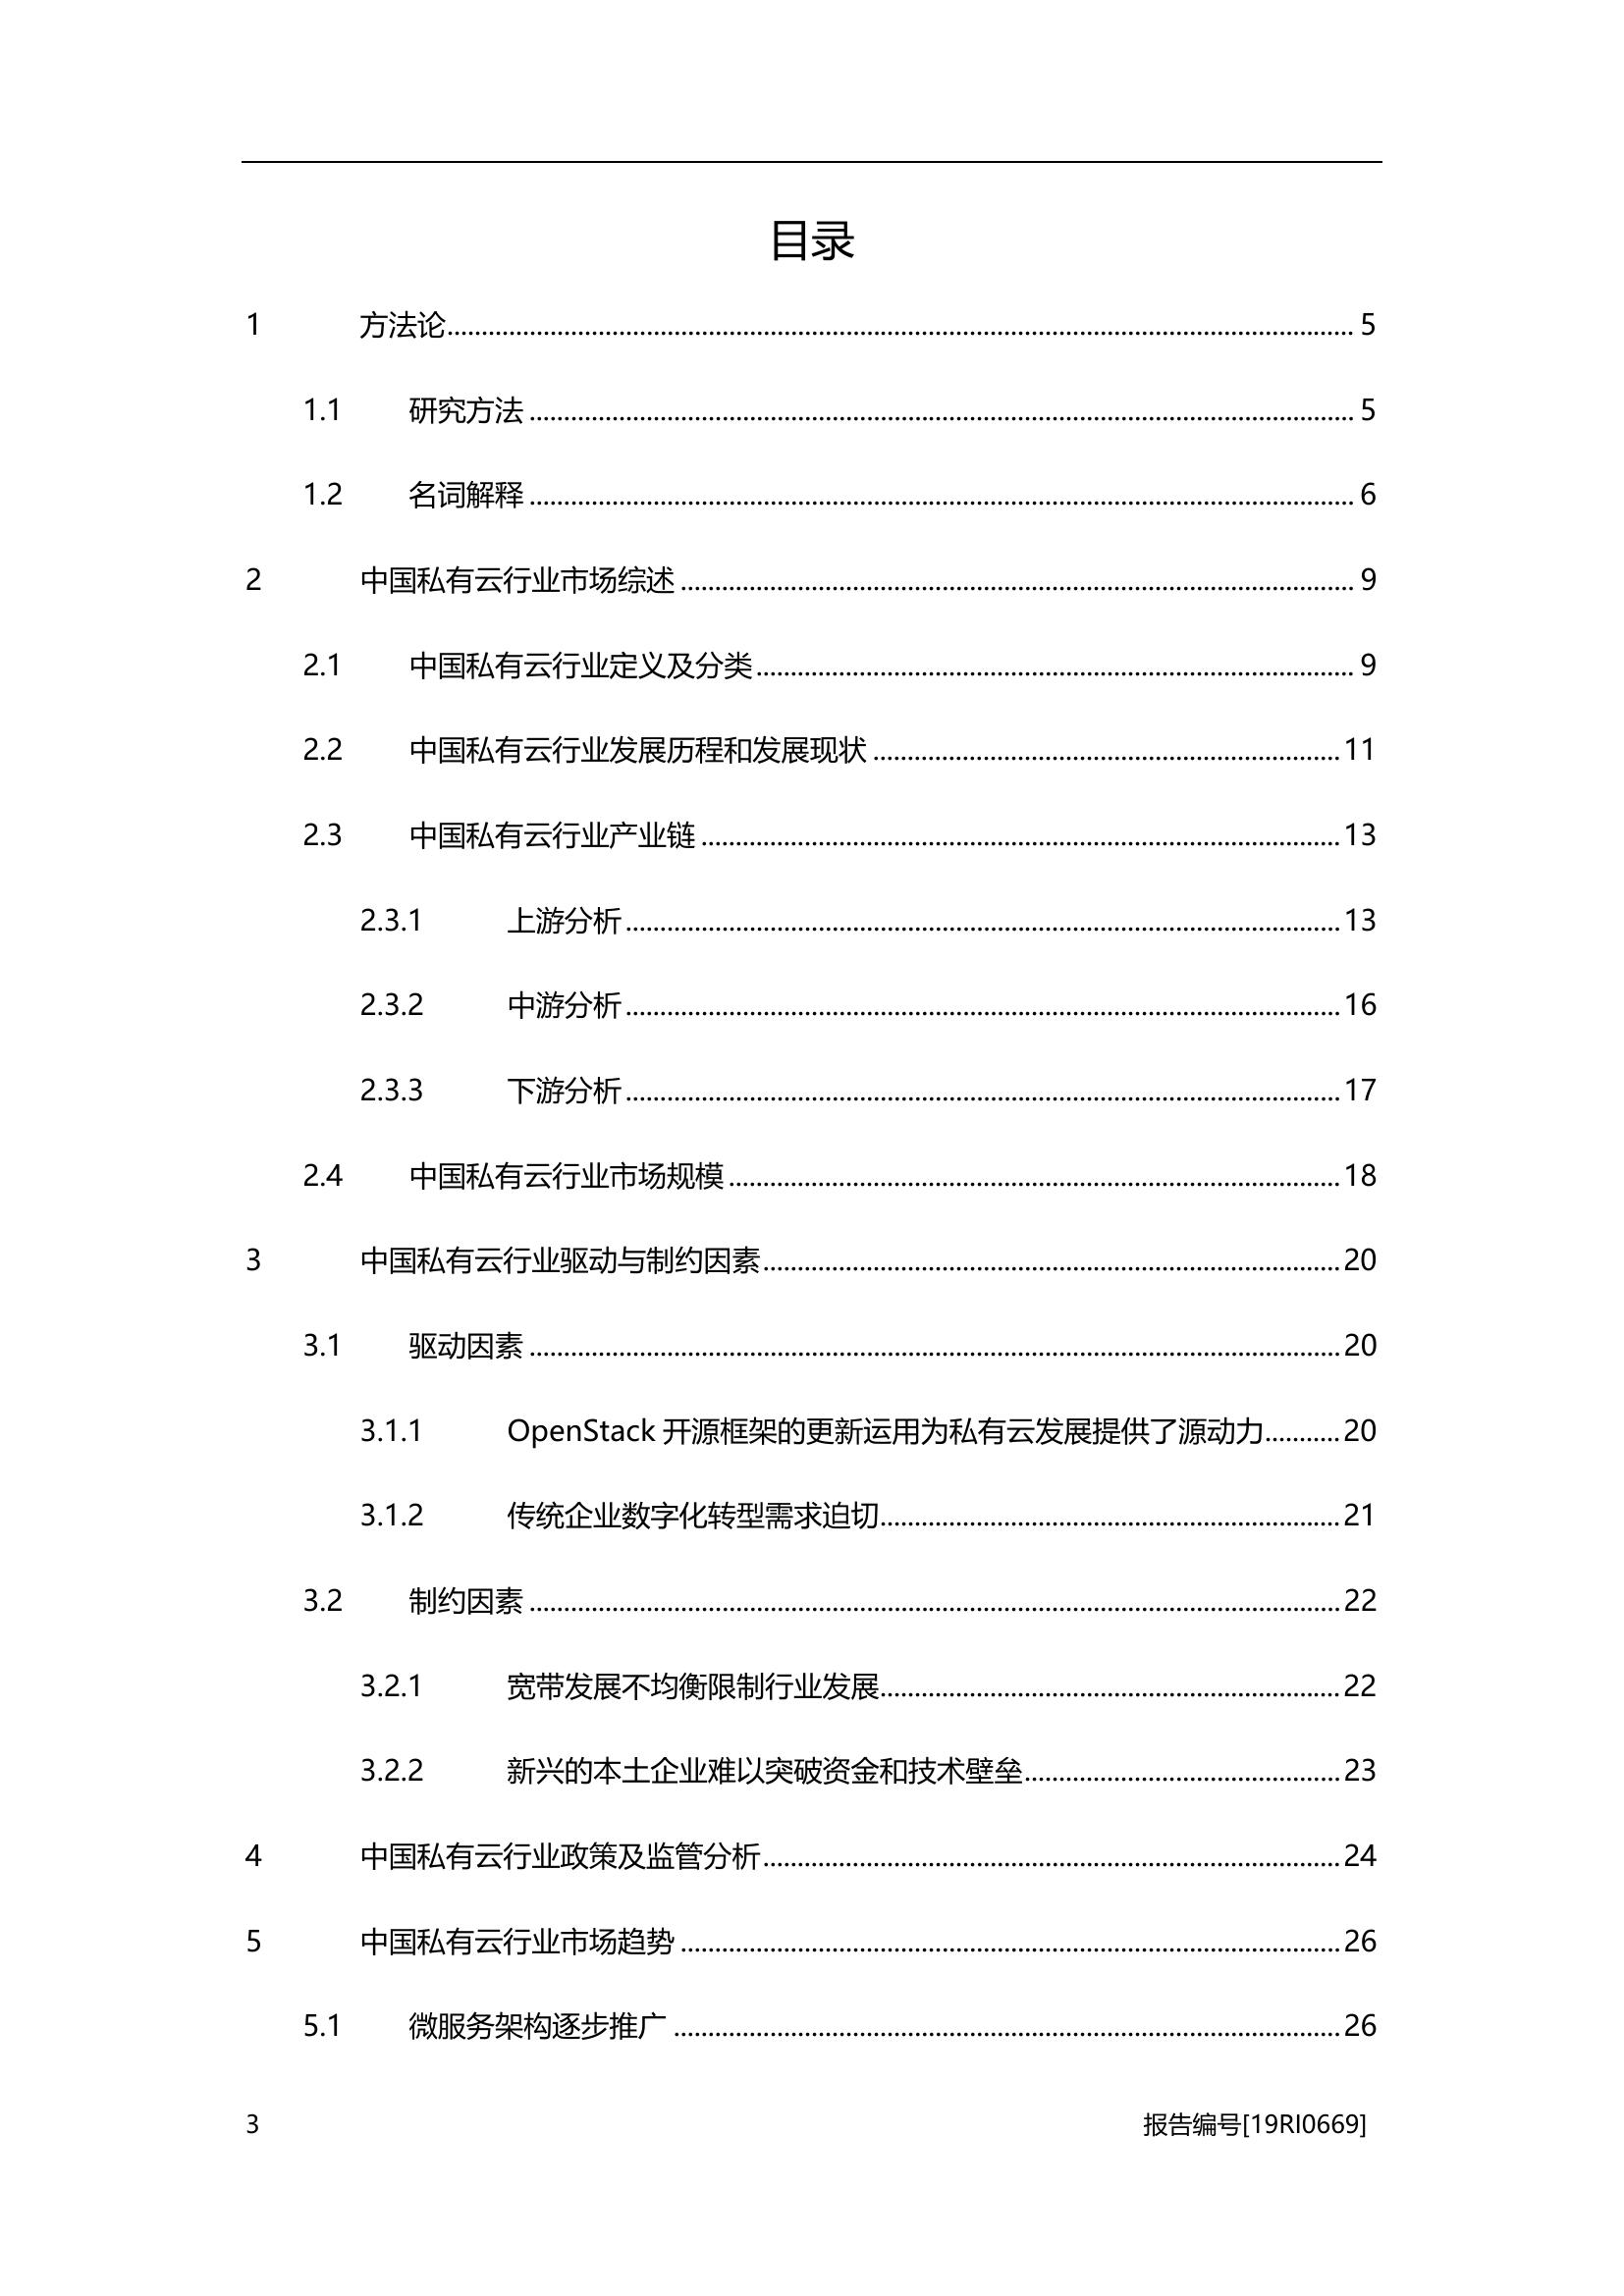 目录
1 方法论 5
1.1 研究方法 5
1.2 名词解释 6
2 中国私有云行业市场综述 9
2.1 中国私有云行业定义及分类 9
2.2 中国私有云行业发展历程和发展现状 11
2.3 中国私有云行业产业链 13
2.3.1 上游分析 13
2.3.2 中游分析 16
2.3.3 下游分析 17
2.4 中国私有云行业市场规模 18
3 中国私有云行业驱动与制约因素 20
3.1 驱动因素 20
3.1.1 OpenStack 开源框架的更新运用为私有云发展提供了源动力 20
3.1.2 传统企业数字化转型需求迫切 21
3.2 制约因素 22
3.2.1 宽带发展不均衡限制行业发展 22
3.2.2 新兴的本土企业难以突破资金和技术壁垒 23
4 中国私有云行业政策及监管分析 24
5 中国私有云行业市场趋势 26
5.1 微服务架构逐步推广 26
3 报告编号[19RI0669]